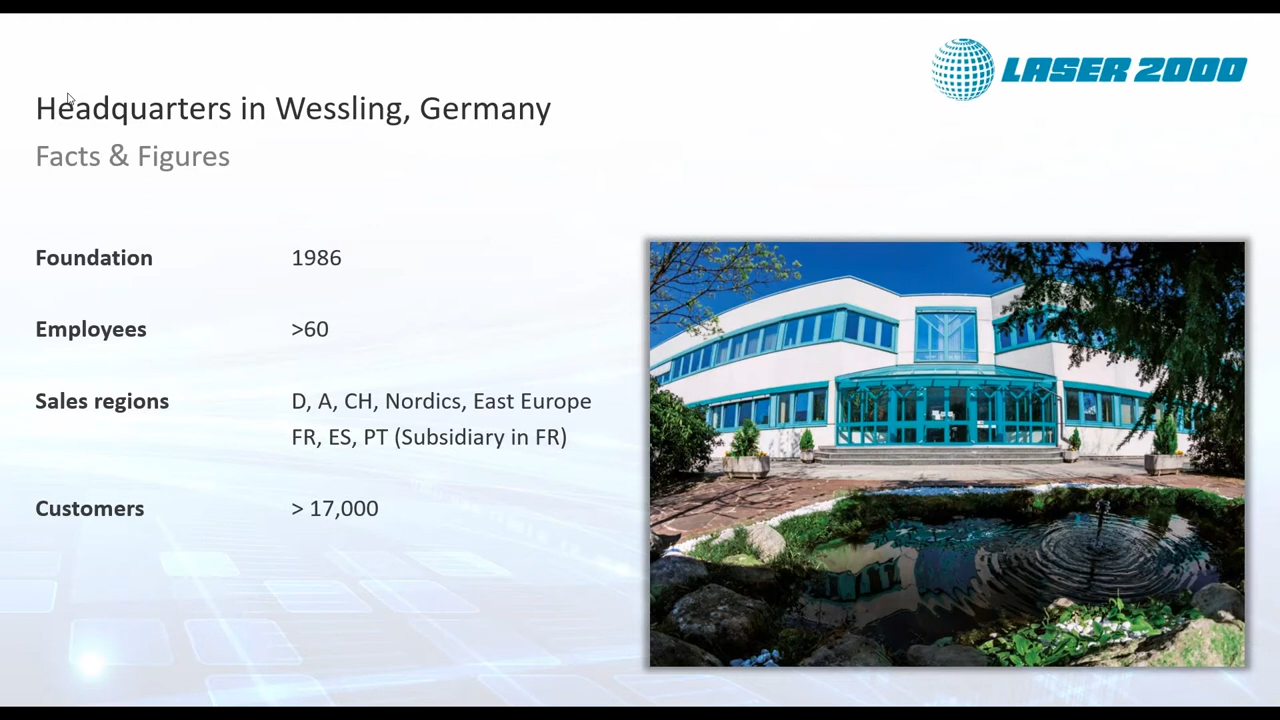 LASER 2000
Headquarters in Wessling, Germany
Facts & Figures
Foundation 1986
Employees >60
Sales regions D, A, CH, Nordics, East Europe
FR, ES, PT (Subsidiary in FR)
Customers > 17,000